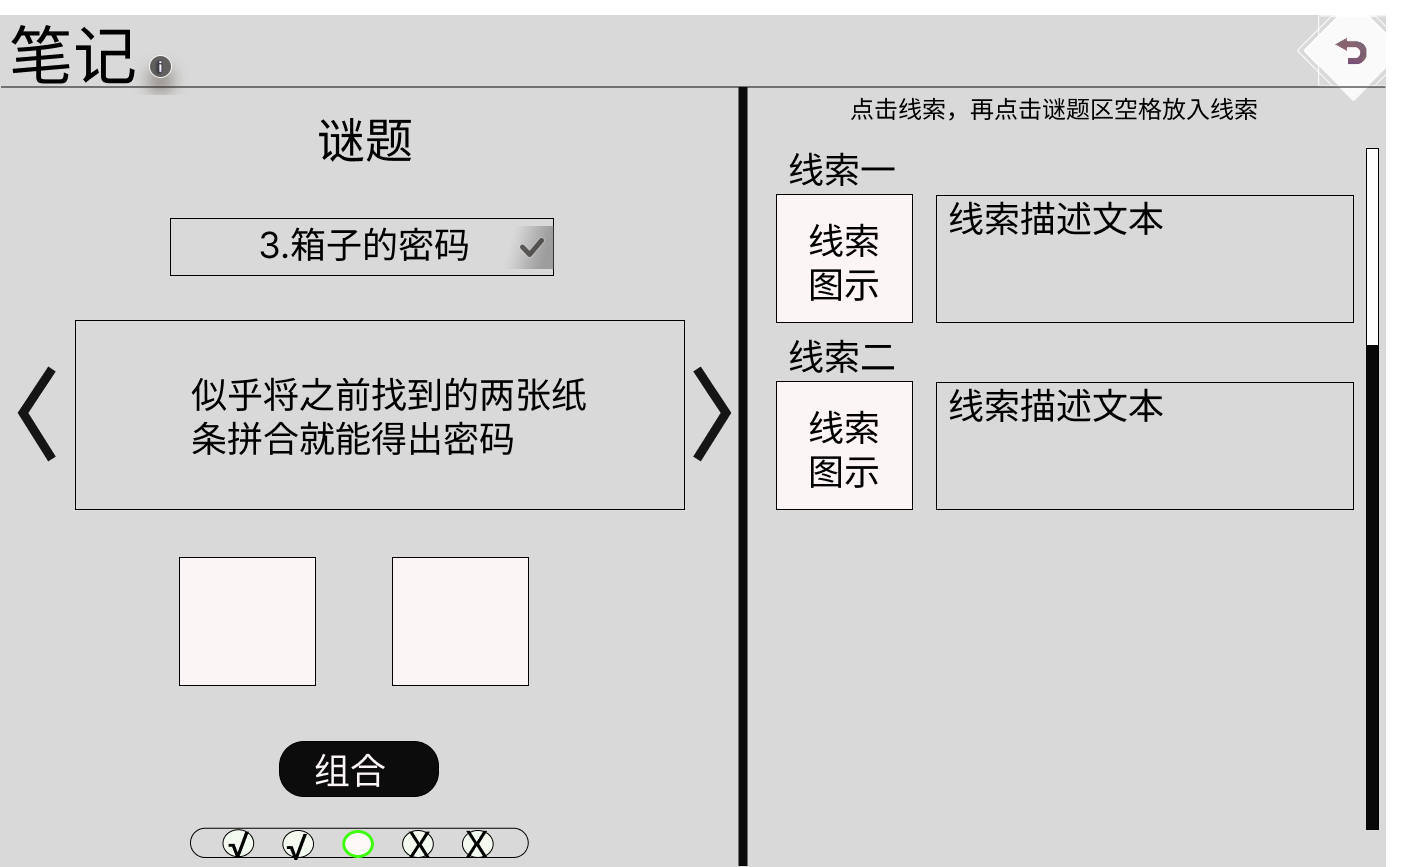 笔记
谜题
3.箱子的密码
似乎将之前找到的两张纸
条拼合就能得出密码
组合
√ √ X X
点击线索，再点击谜题区空格放入线索
线索一
线索
图示
线索描述文本
线索二
线索
图示
线索描述文本